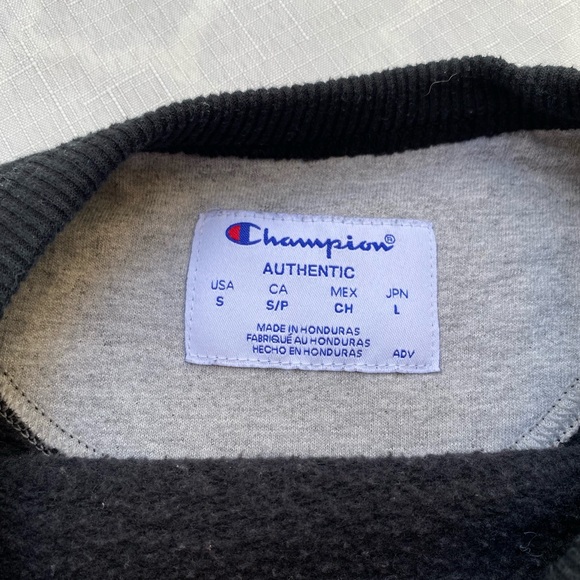 Champion®
AUTHENTIC
USA CA MEX JPN
S S/P CH L
MADE IN HONDURAS
FABRIQUÉ AU HONDURAS
HECHO EN HONDURAS ADV